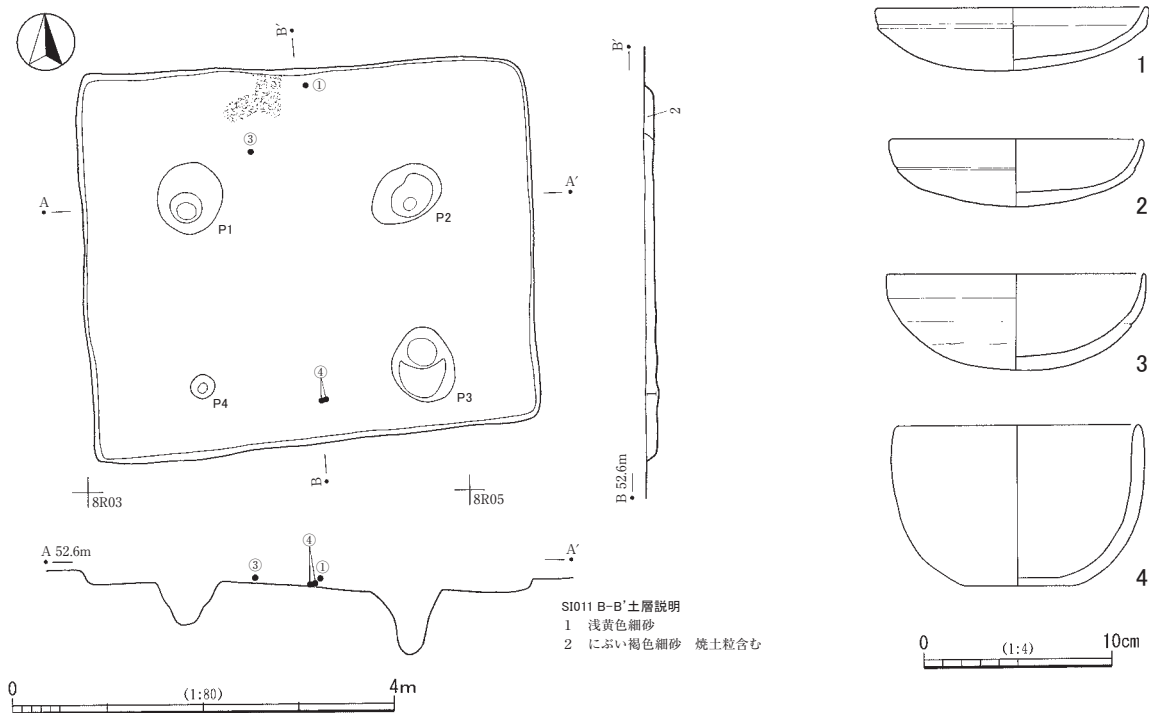 B'
①
③
A
A'
P1
P2
④
P4
P3
B
8R03
8R05
B'
2
B 52.6m
A 52.6m
A'
③
④
①
SI011 B-B'土層説明
1 浅黄色細砂
2 にぶい褐色細砂 焼土粒含む
0 (1:80) 4m
1
2
3
4
0 (1:4) 10cm